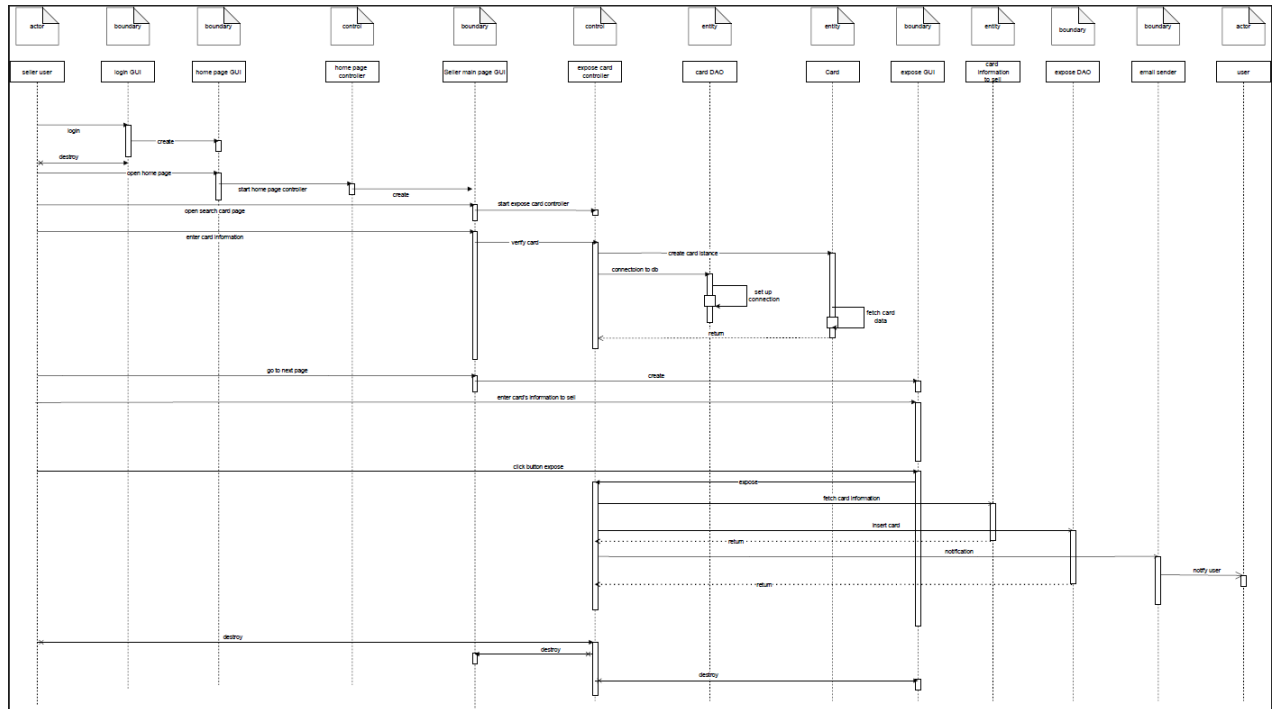 actor
boundary
boundary
control
boundary
control
entity
entity
boundary
entity
boundary
boundary
actor
seller user
login GUI
home page GUI
home page
controller
Seller main page GUI
expose card
controller
card DAO
Card
expose GUI
card
information
to sell
expose DAO
email sender
user
login
create
destroy
open home page
start home page controller
create
open search card page
start expose card controller
enter card information
verify card
create card istance
connectoion to db
set up
connection
fetch card
data
return
go to next page
create
enter card's information to sell
click button expose
expose
fetch card information
insert card
return
notification
notify user
return
destroy
destroy
destroy